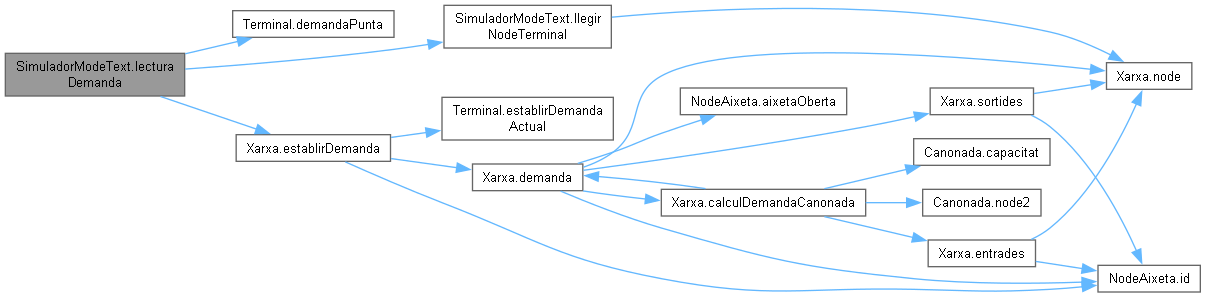 Terminal.demandaPunta
SimuladorModeText.llegir
NodeTerminal
SimuladorModeText.lectura
Demanda
Xarxa.node
NodeAixeta.aixetaOberta
Xarxa.sortides
Terminal.establirDemanda
Actual
Xarxa.establirDemanda
Canonada.capacitat
Xarxa.demanda
Xarxa.calculDemandaCanonada
Canonada.node2
Xarxa.entrades
NodeAixeta.id